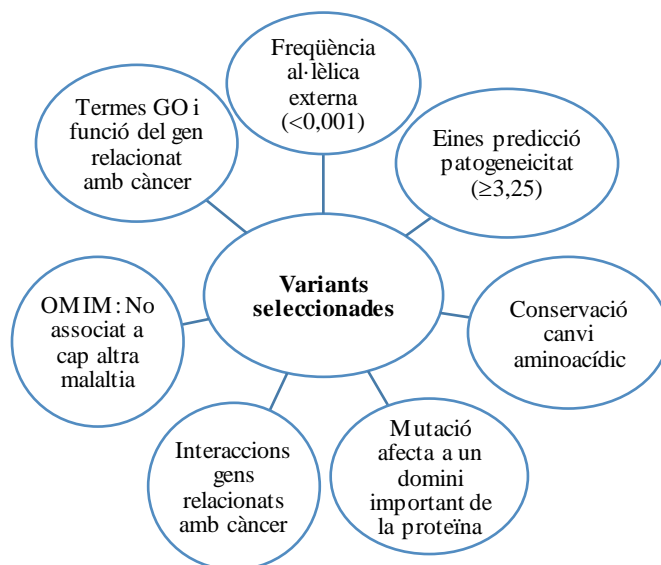 Freqüència
al·lèlica
externa
(<0,001)
Termes GO i
funció del gen
relacionat
amb càncer
Eines predicció
patogeneicitat
(≥3,25)
Variants
seleccionades
OMIM: No
associat a
cap altra
malaltia
Conservació
canvi
aminoacídic
Interaccions
gens
relacionats
amb càncer
Mutació
afecta a un
domini
important de
la proteïna